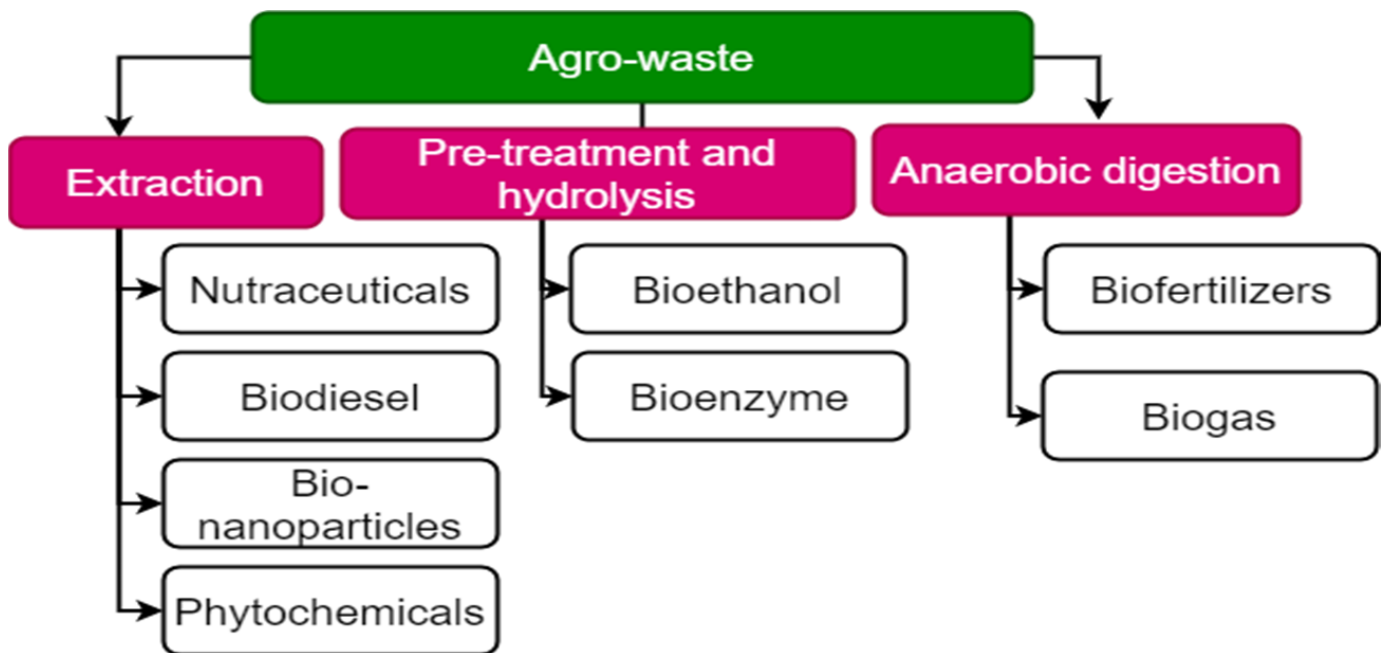 Agro-waste
Extraction
Pre-treatment and
hydrolysis
Anaerobic digestion
Nutraceuticals
Biodiesel
Bio-
nanoparticles
Phytochemicals
Bioethanol
Bioenzyme
Biofertilizers
Biogas